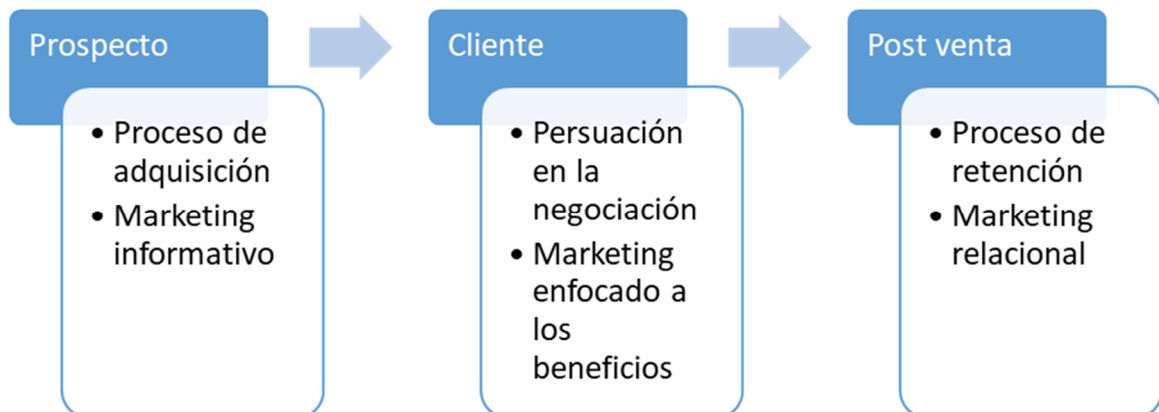 Prospecto
• Proceso de
adquisición
• Marketing
informativo
Cliente
• Persuación
en la
negociación
• Marketing
enfocado a
los
beneficios
Post venta
• Proceso de
retención
• Marketing
relacional